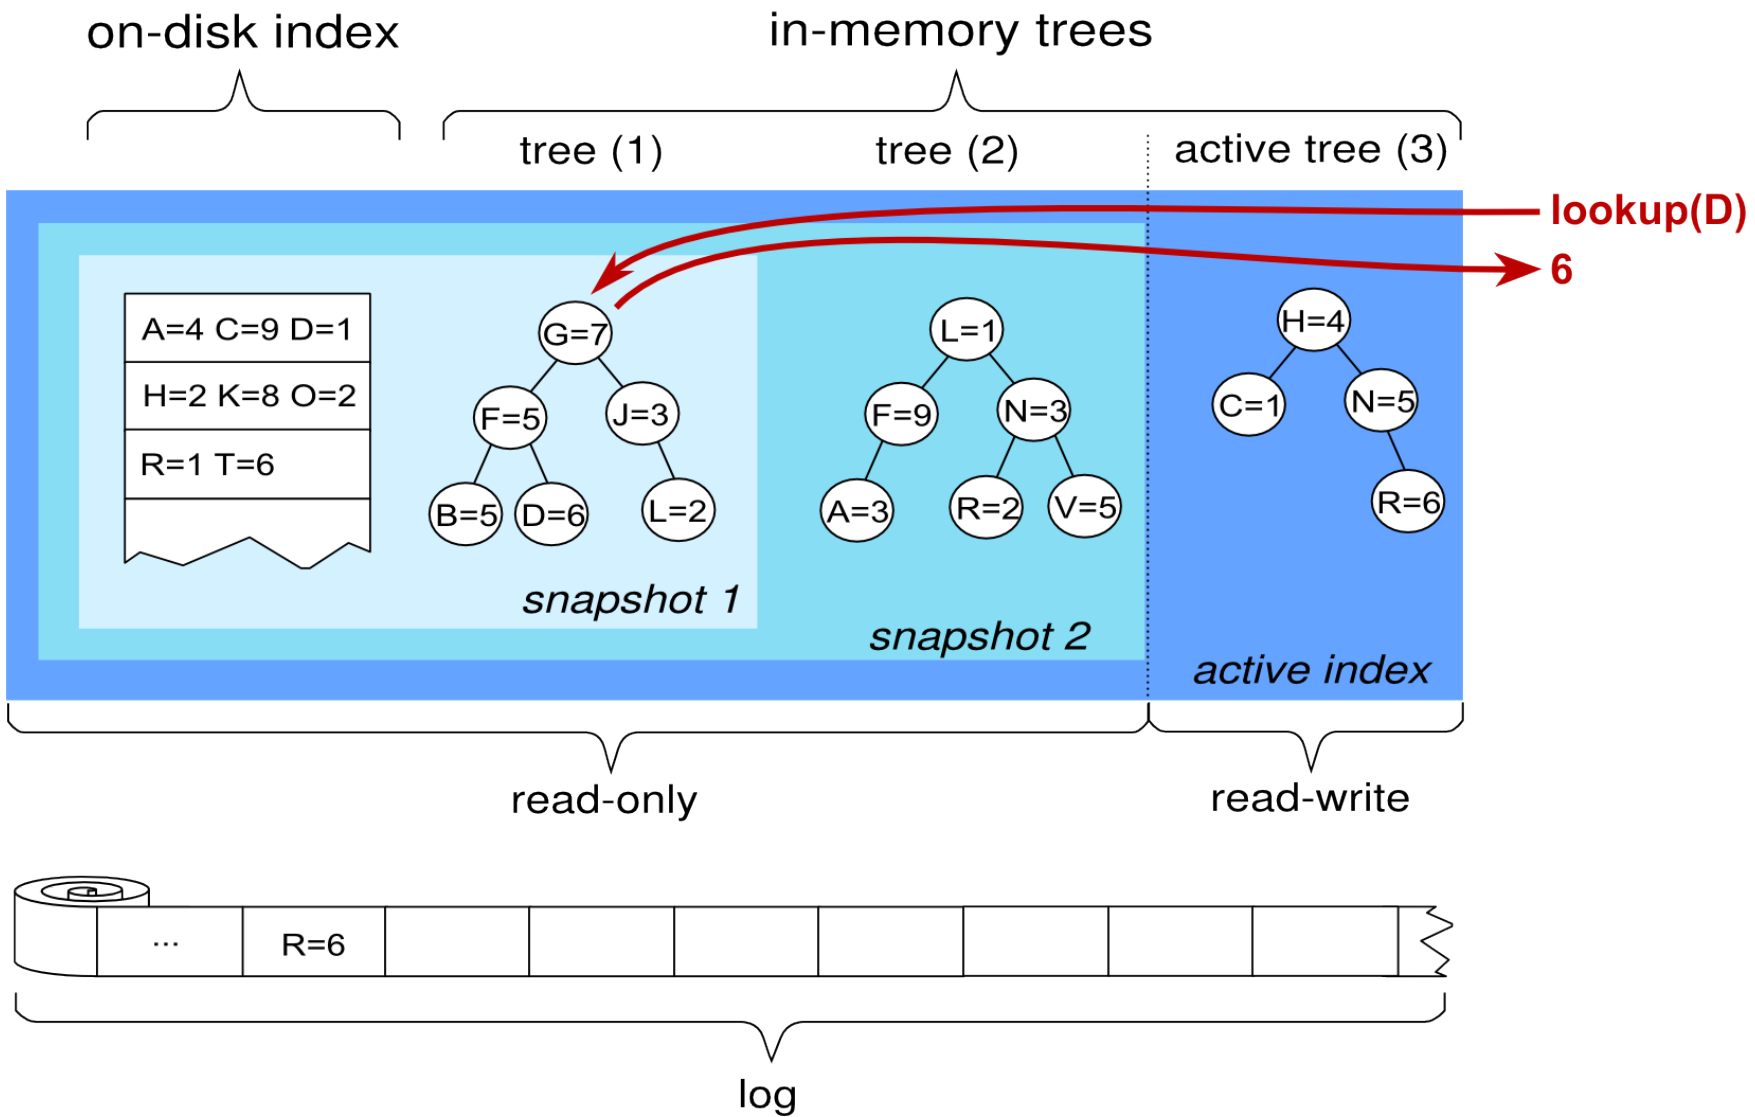 on-disk index
in-memory trees
tree (1)
tree (2)
active tree (3)
lookup(D)
6
A=4 C=9 D=1
H=2 K=8 O=2
R=1 T=6
G=7
F=5
J=3
B=5
D=6
L=2
snapshot 1
L=1
F=9
N=3
A=3
R=2
V=5
snapshot 2
H=4
C=1
N=5
R=6
active index
read-only
read-write
...
R=6
log